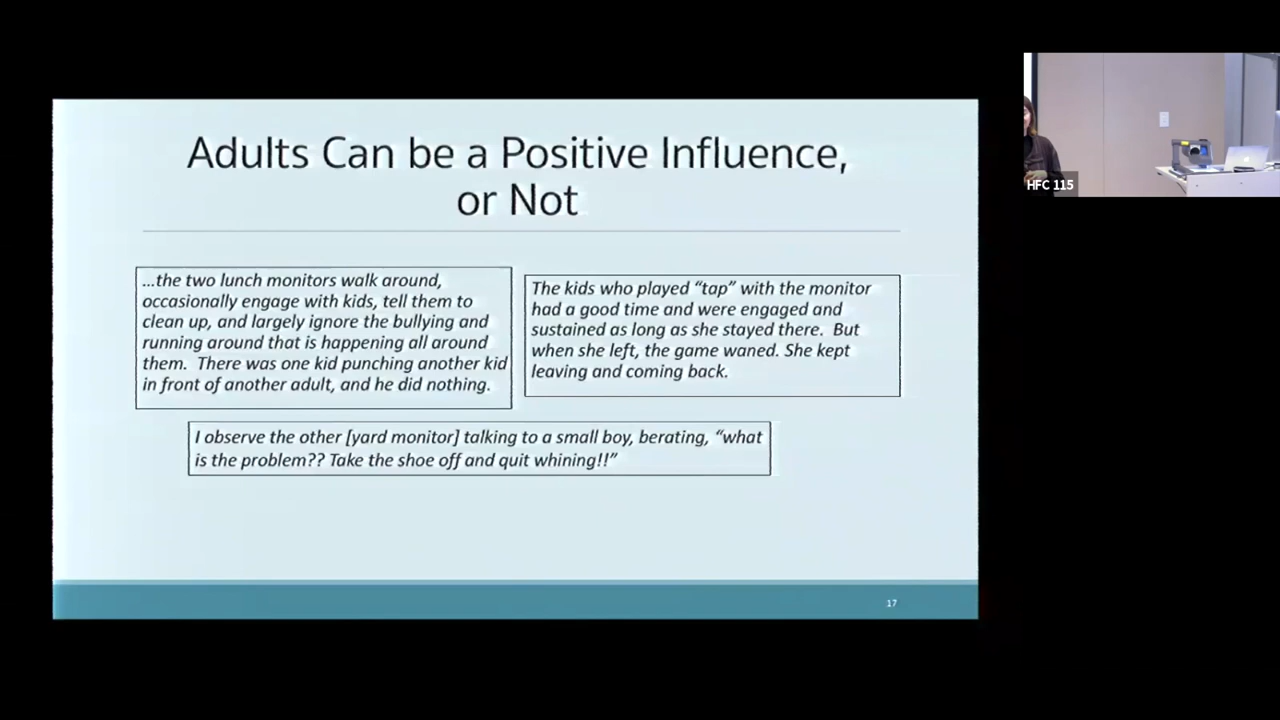 Adults Can be a Positive Influence,
or Not
...the two lunch monitors walk around,
occasionally engage with kids, tell them to
clean up, and largely ignore the bullying and
running around that is happening all around
them.  There was one kid punching another kid
in front of another adult, and he did nothing.
The kids who played “tap” with the monitor
had a good time and were engaged and
sustained as long as she stayed there.  But
when she left, the game waned. She kept
leaving and coming back.
I observe the other [yard monitor] talking to a small boy, berating, “what
is the problem?? Take the shoe off and quit whining!!”
17
HFC 115